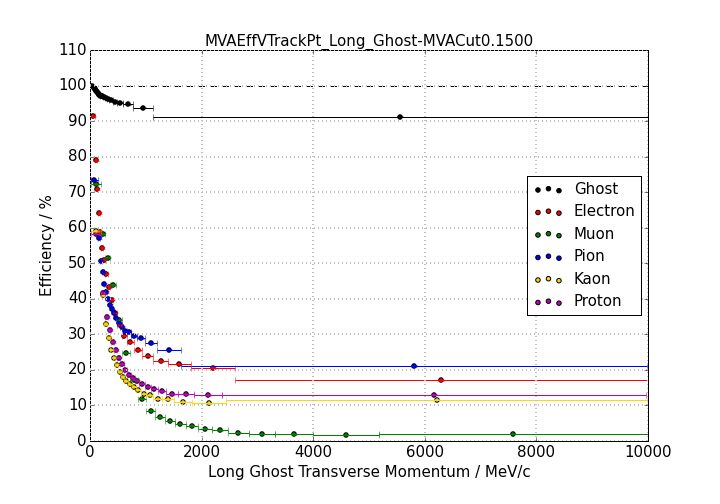 MVAEffVTrackPt_Long_Ghost-MVACut0.1500
110
100
90
80
70
60
50
40
30
20
10
0
Efficiency / %
Ghost
Electron
Muon
Pion
Kaon
Proton
0 2000 4000 6000 8000 10000
Long Ghost Transverse Momentum / MeV/c